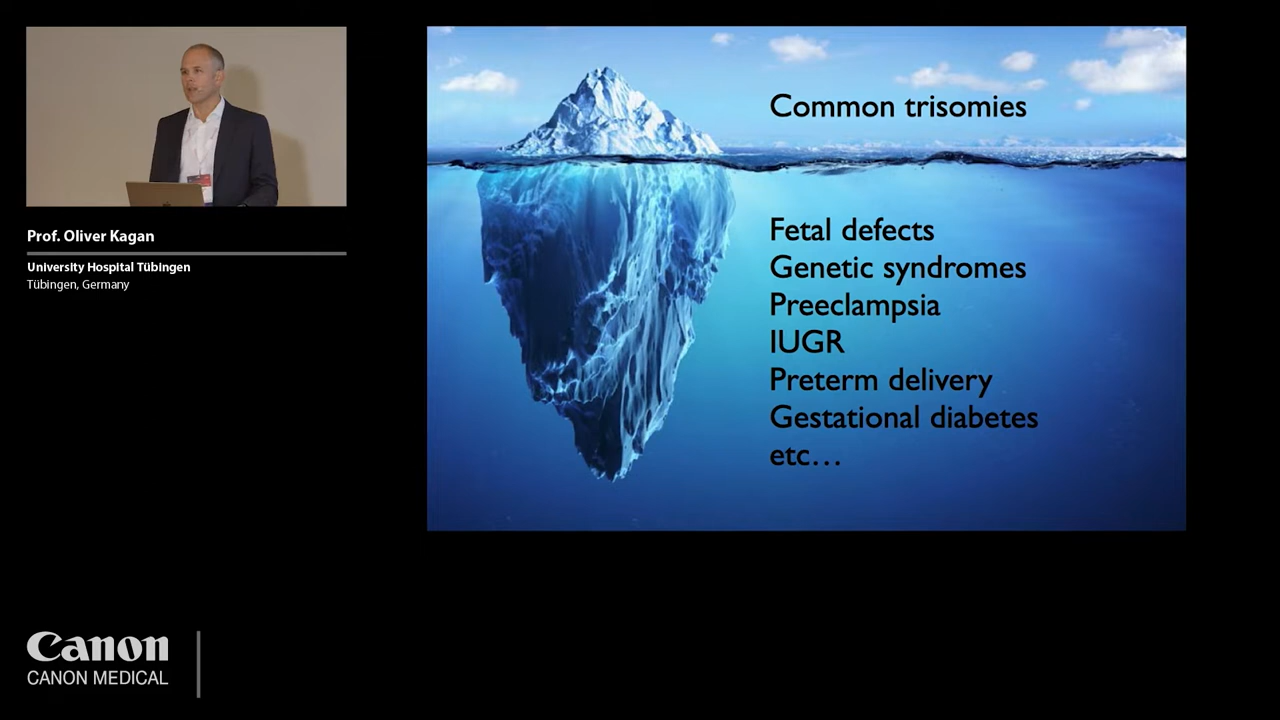 Prof. Oliver Kagan
University Hospital Tübingen
Tübingen, Germany
Common trisomies
Fetal defects
Genetic syndromes
Preeclampsia
IUGR
Preterm delivery
Gestational diabetes
etc…
Canon
CANON MEDICAL